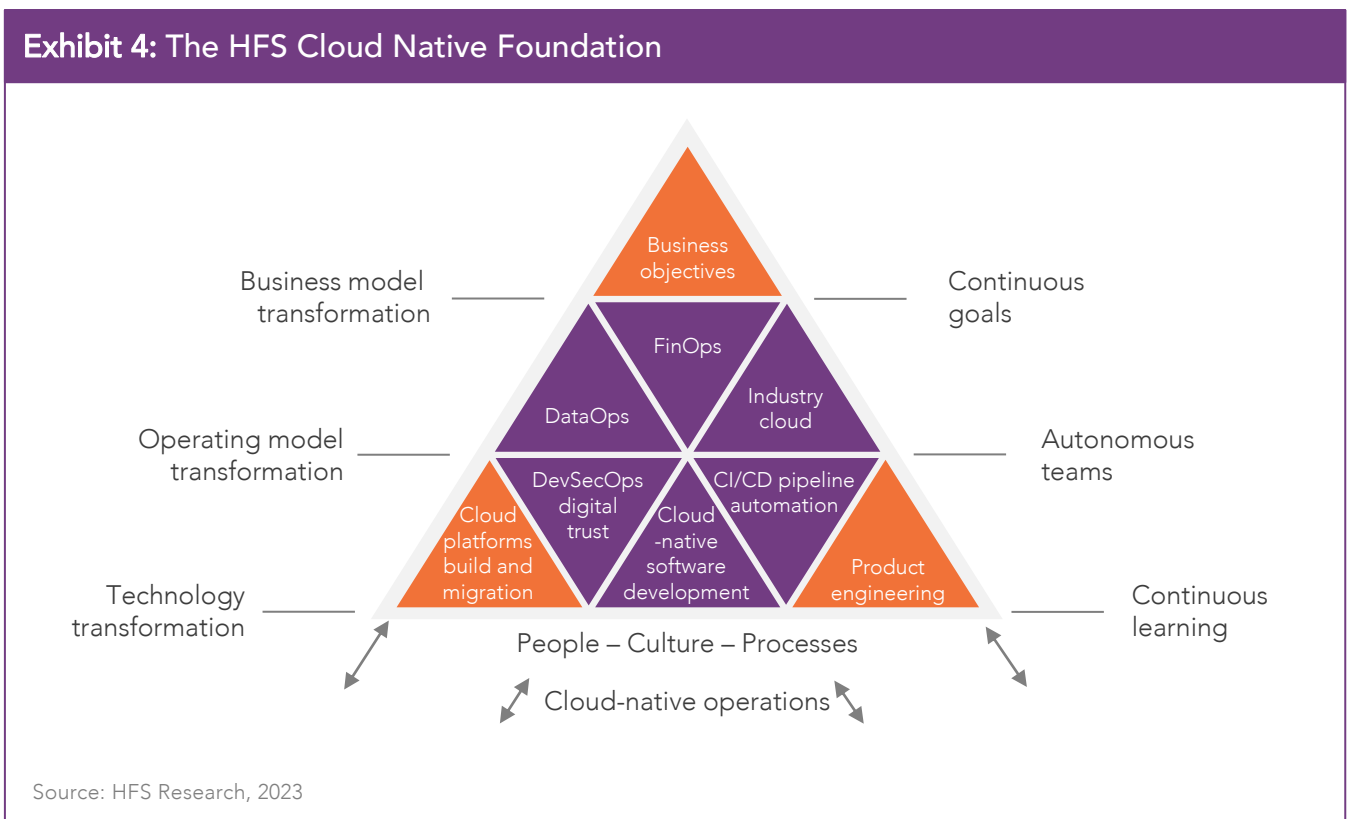 Exhibit 4: The HFS Cloud Native Foundation
Business
objectives
Business model
transformation
Continuous
goals
FinOps
DataOps
Industry
cloud
Operating model
transformation
Autonomous
teams
DevSecOps
digital
trust
CI/CD pipeline
automation
Cloud
platforms
build and
migration
Cloud
-native
software
development
Product
engineering
Technology
transformation
Continuous
learning
People – Culture – Processes
Cloud-native operations
Source: HFS Research, 2023